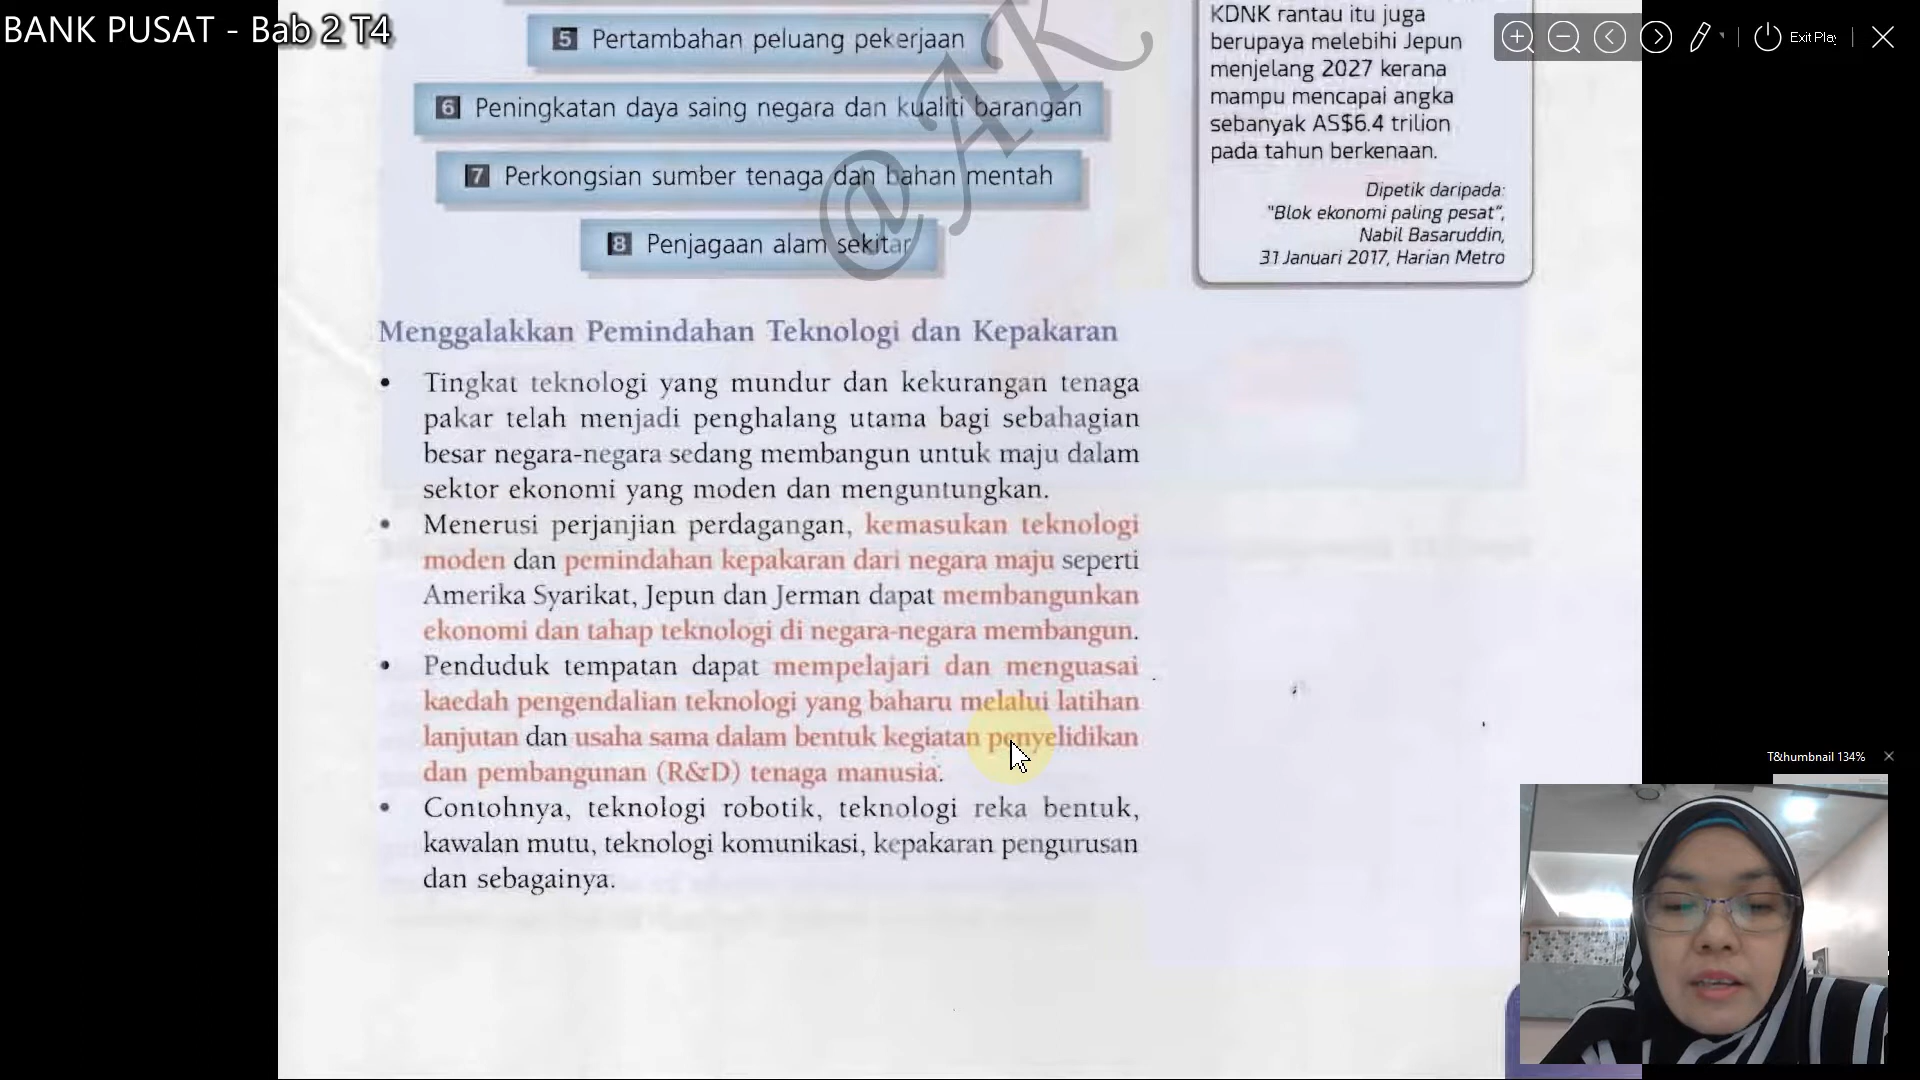 BANK PUSAT - Bab 2 T4
5 Pertambahan peluang pekerjaan
6 Peningkatan daya saing negara dan kualiti barangan
7 Perkongsian sumber tenaga dan bahan mentah
8 Penjagaan alam sekitar
@AK
KDNK rantau itu juga
berupaya melebihi Jepun
menjelang 2027 kerana
mampu mencapai angka
sebanyak AS$6.4 trilion
pada tahun berkenaan.
Dipetik daripada:
"Blok ekonomi paling pesat",
Nabil Basaruddin,
31 Januari 2017, Harian Metro
Exit Pla
Menggalakkan Pemindahan Teknologi dan Kepakaran
• Tingkat teknologi yang mundur dan kekurangan tenaga
pakar telah menjadi penghalang utama bagi sebahagian
besar negara-negara sedang membangun untuk maju dalam
sektor ekonomi yang moden dan menguntungkan.
• Menerusi perjanjian perdagangan, kemasukan teknologi
moden dan pemindahan kepakaran dari negara maju seperti
Amerika Syarikat, Jepun dan Jerman dapat membangunkan
ekonomi dan tahap teknologi di negara-negara membangun.
• Penduduk tempatan dapat mempelajari dan menguasai
kaedah pengendalian teknologi yang baharu melalui latihan
lanjutan dan usaha sama dalam bentuk kegiatan penyelidikan
dan pembangunan (R&D) tenaga manusia.
• Contohnya, teknologi robotik, teknologi reka bentuk,
kawalan mutu, teknologi komunikasi, kepakaran pengurusan
dan sebagainya.
T&humbnail 134%